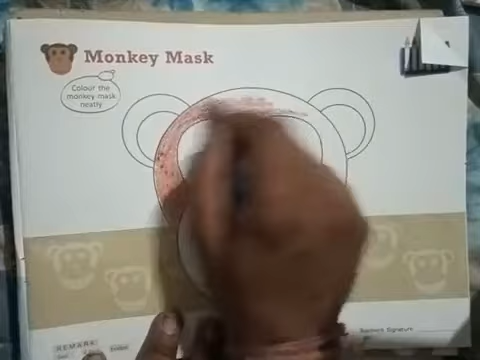 Monkey Mask
Colour the
monkey mask
neatly
REMARK
Teacher's Signature